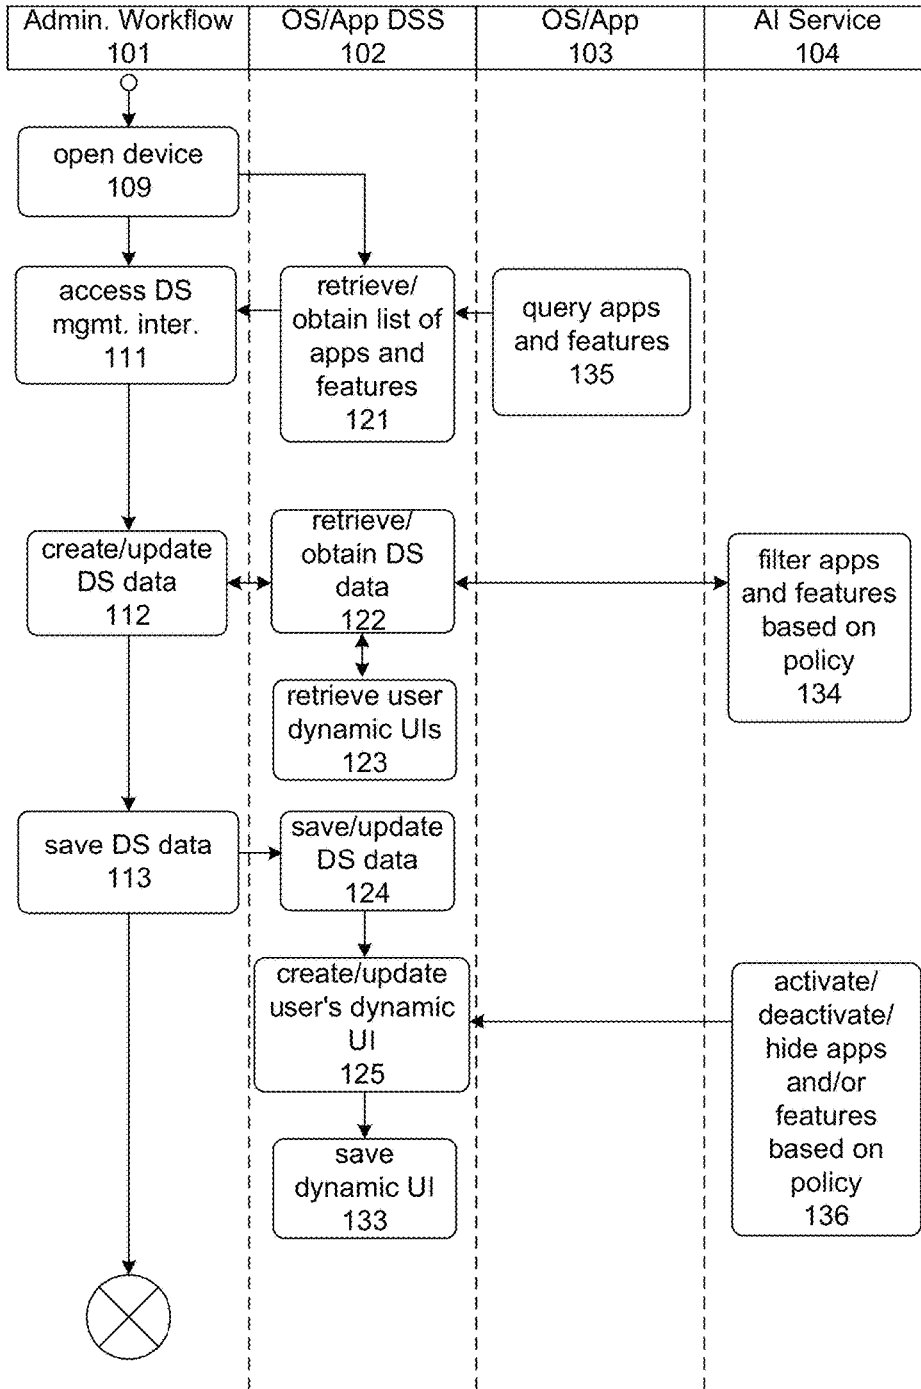 Admin. Workflow
101
OS/App DSS
102
OS/App
103
AI Service
104
open device
109
access DS
mgmt. inter.
111
retrieve/
obtain list of
apps and
features
121
query apps
and features
135
create/update
DS data
112
retrieve/
obtain DS
data
122
filter apps
and features
based on
policy
134
retrieve user
dynamic UIs
123
save DS data
113
save/update
DS data
124
create/update
user's dynamic
UI
125
activate/
deactivate/
hide apps
and/or
features
based on
policy
136
save
dynamic UI
133